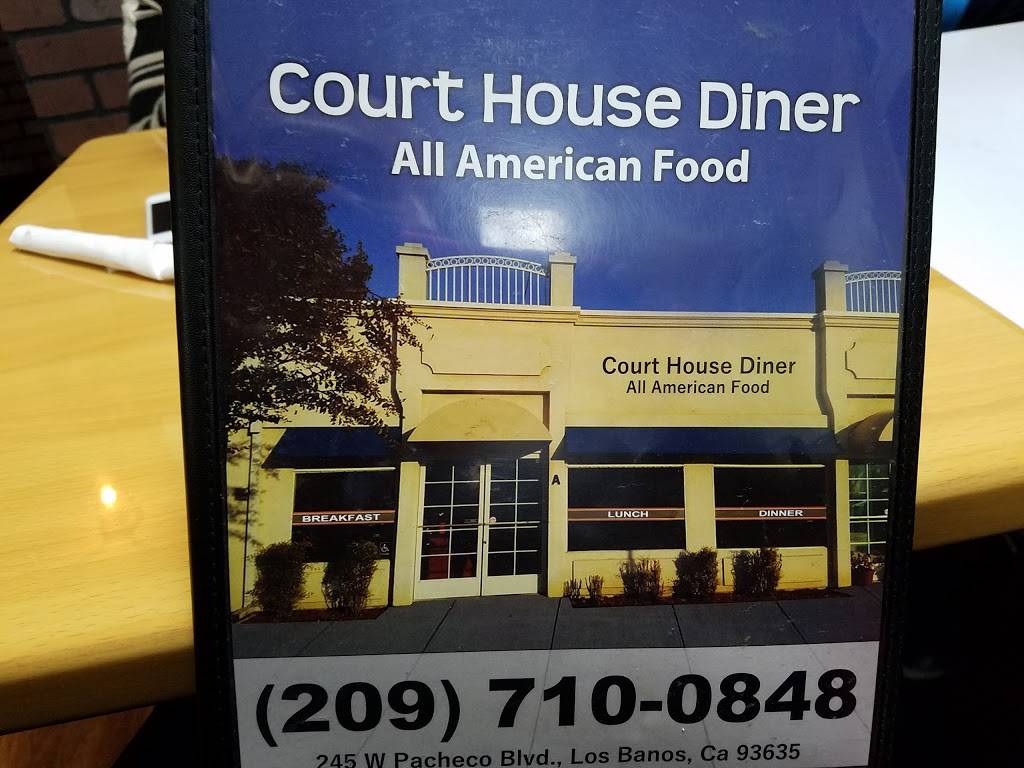 Court House Diner
All American Food
Court House Diner
All American Food
A
BREAKFAST
LUNCH
DINNER
(209) 710-0848
245 W Pacheco Blvd., Los Banos, Ca 93635